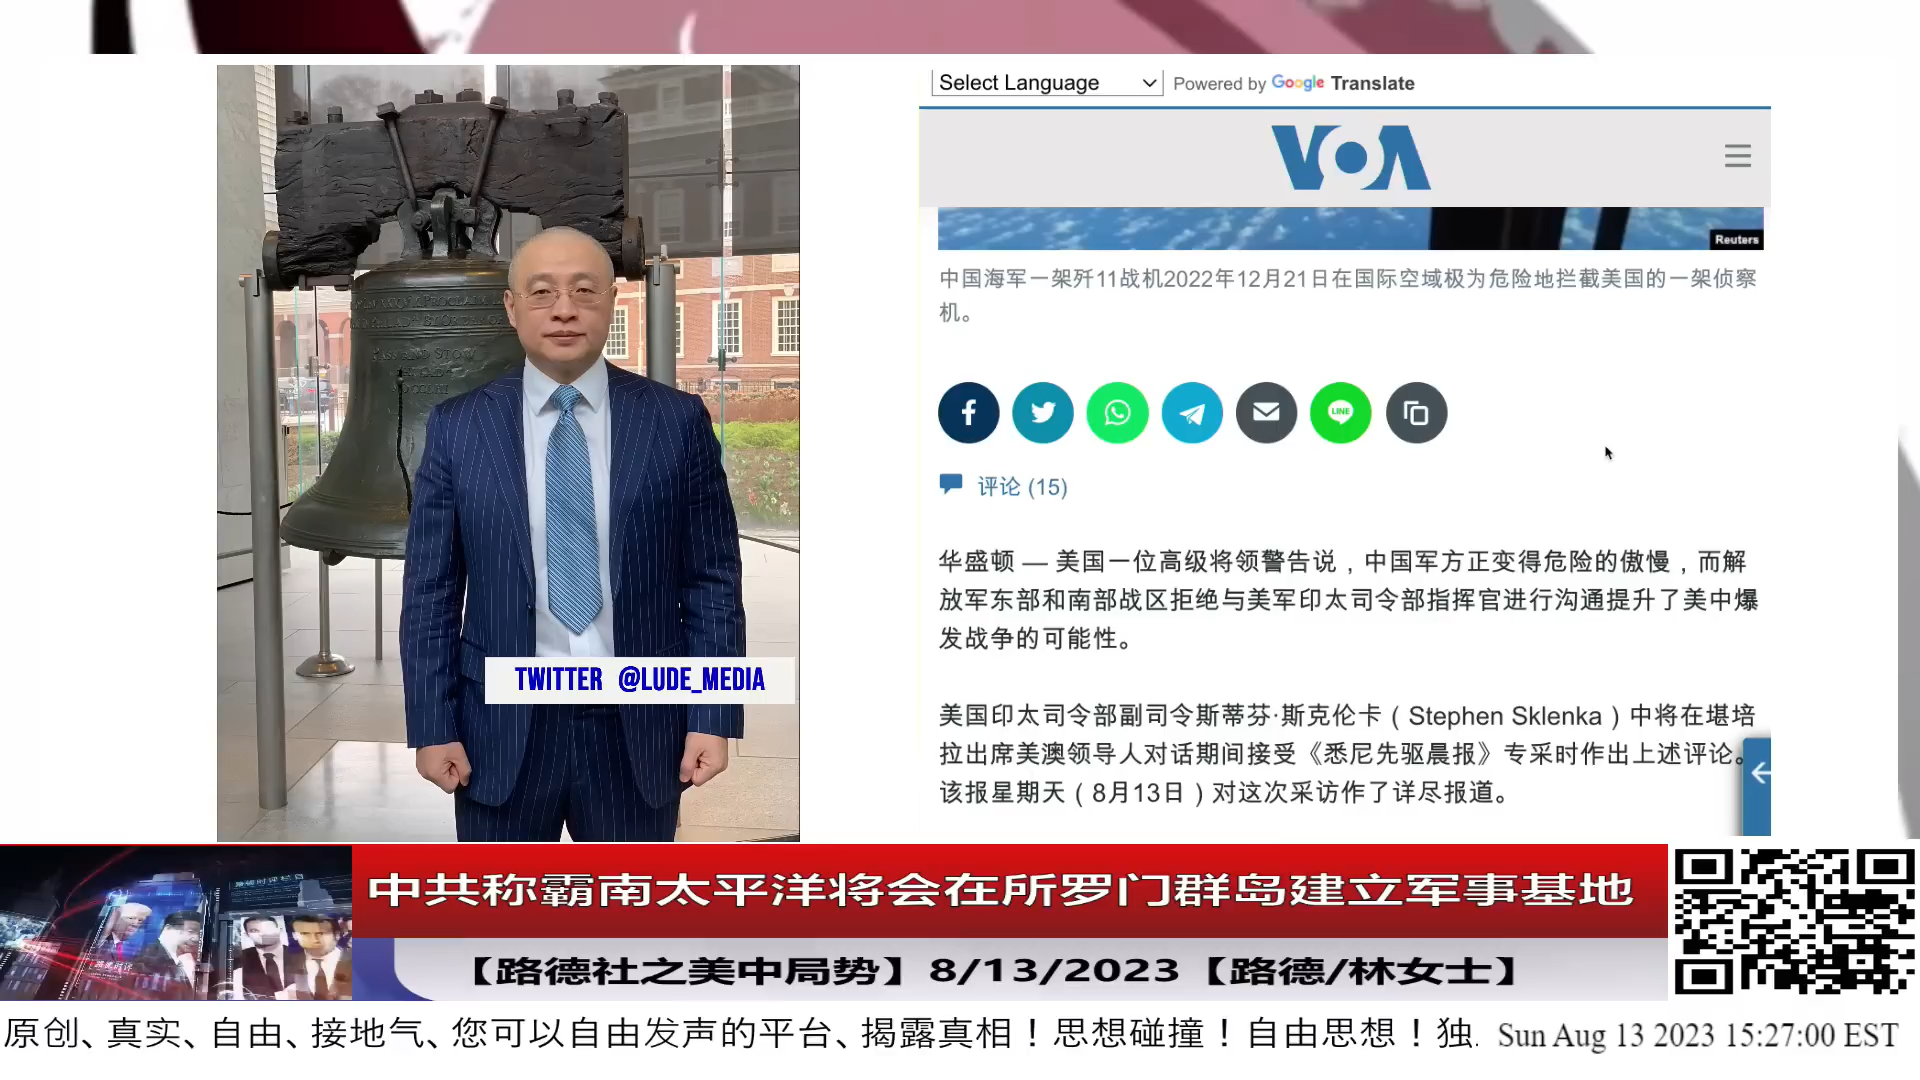 Select Language
Powered by Google Translate
VOA
Reuters
中国海军一架歼11战机2022年12月21日在国际空域极为危险地拦截美国的一架侦察
机。
LINE
评论 (15)
华盛顿 — 美国一位高级将领警告说，中国军方正变得危险的傲慢，而解
放军东部和南部战区拒绝与美军印太司令部指挥官进行沟通提升了美中爆
发战争的可能性。
美国印太司令部副司令斯蒂芬·斯克伦卡（Stephen Sklenka）中将在堪培
拉出席美澳领导人对话期间接受《悉尼先驱晨报》专采时作出上述评论。
该报星期天（8月13日）对这次采访作了详尽报道。
PASS AND STOW
TWITTER @LUDE_MEDIA
中共称霸南太平洋将会在所罗门群岛建立军事基地
【路德社之美中局势】8/13/2023【路德/林女士】
原创、真实、自由、接地气、您可以自由发声的平台、揭露真相！思想碰撞！自由思想！独.
Sun Aug 13 2023 15:27:00 EST